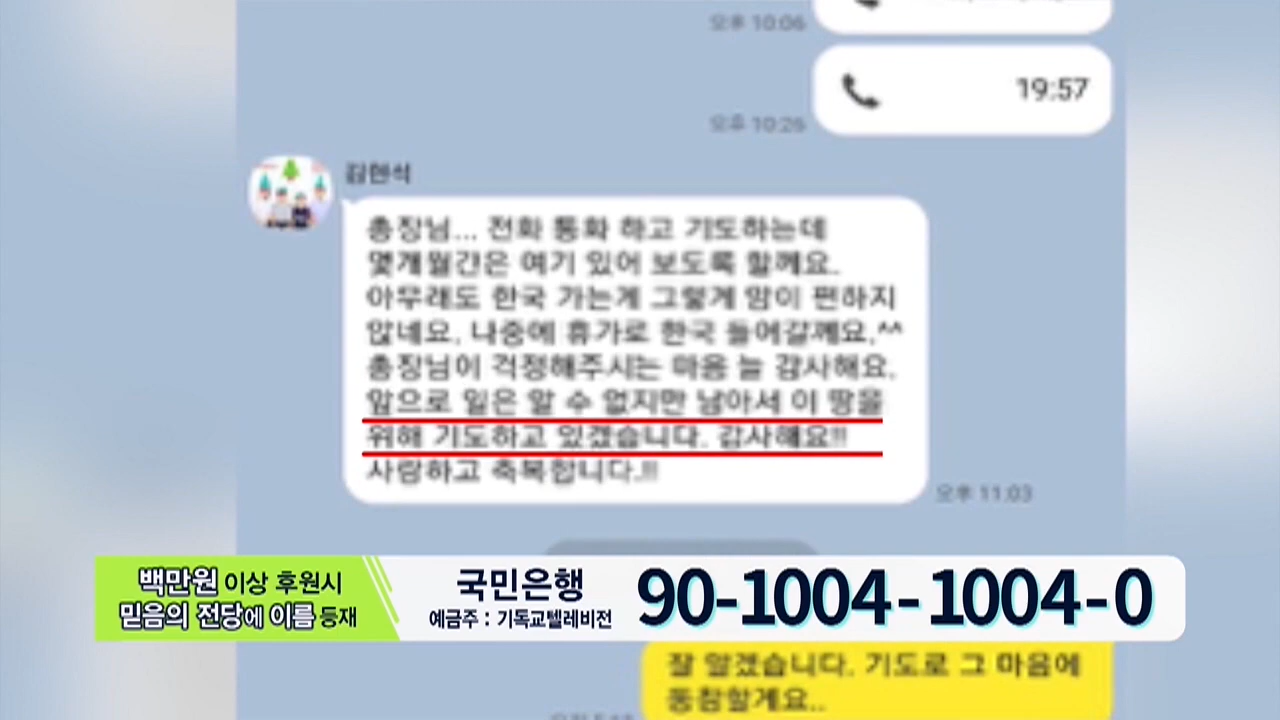 오후 10:06
19:57
오후 10:26
김현석
총장님... 전화 통화 하고 기도하는데
몇개월간은 여기 있어 보도록 할께요.
아무래도 한국 가는게 그렇게 맘이 편하지
않네요. 나중에 휴가로 한국 들어갈께요.^^
총장님이 걱정해주시는 마음 늘 감사해요.
앞으로 일은 알 수 없지만 남아서 이 땅을
위해 기도하고 있겠습니다. 감사해요!!
사랑하고 축복합니다.!!
오후 11:03
백만원 이상 후원시
믿음의 전당에 이름 등재
국민은행
예금주 : 기독교텔레비전
90-1004-1004-0
잘 알겠습니다. 기도로 그 마음에
동참할게요..